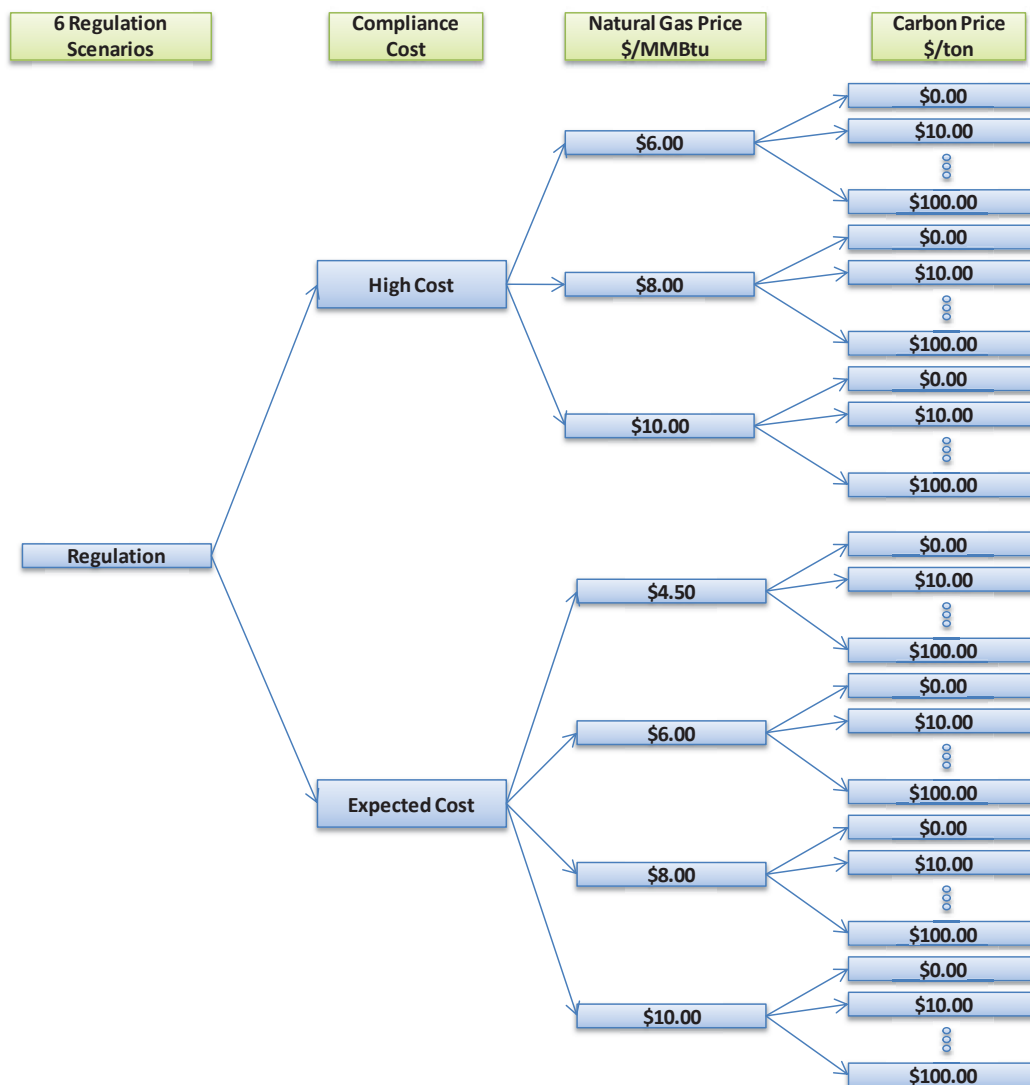 6 Regulation
Scenarios
Compliance
Cost
Natural Gas Price
$/MMBtu
Carbon Price
$/ton
$0.00
$10.00
$6.00
$100.00
$0.00
$10.00
High Cost
$8.00
$100.00
$0.00
$10.00
$10.00
$100.00
$0.00
Regulation
$10.00
$4.50
$100.00
$0.00
$10.00
$6.00
$100.00
Expected Cost
$0.00
$10.00
$8.00
$100.00
$0.00
$10.00
$10.00
$100.00